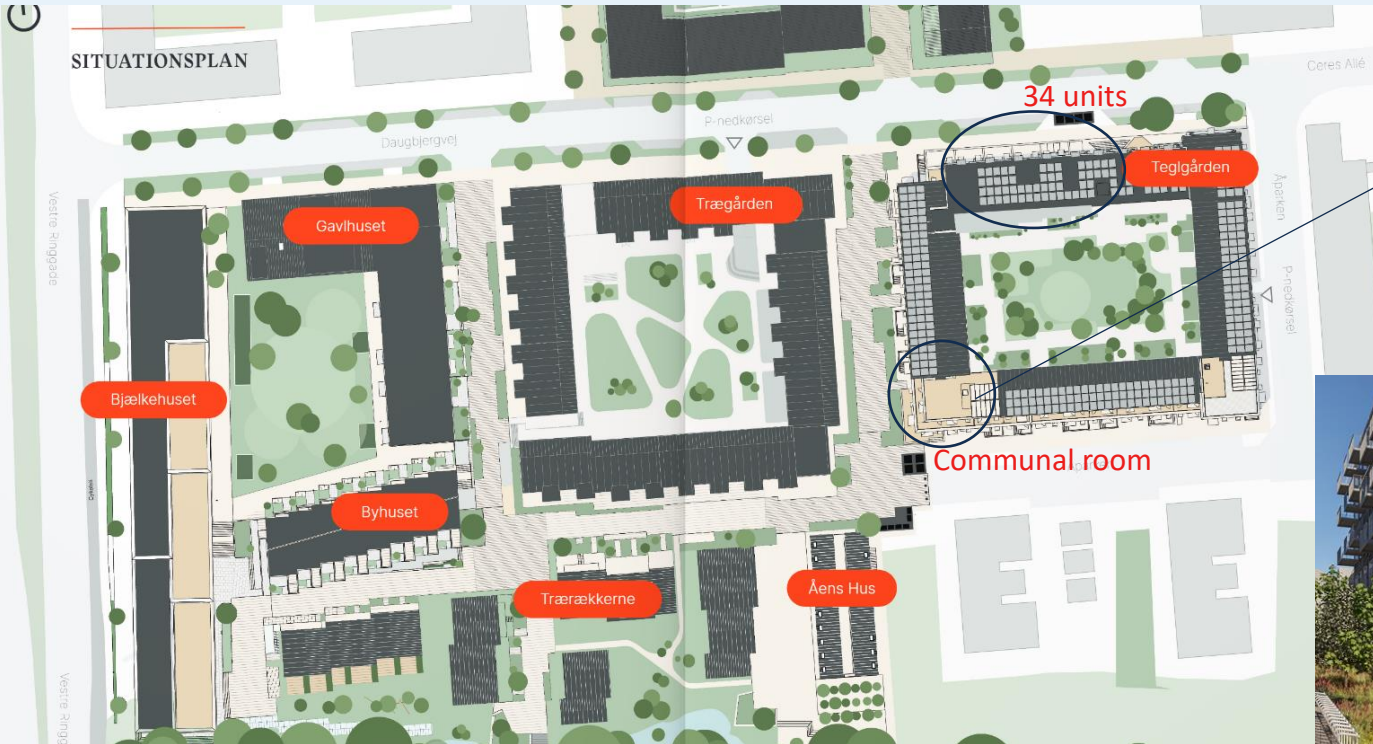 SITUATIONSPLAN
Ceres Allé
34 units
P-nedkørsel
Daugbjergvej
Teglgården
Trægården
Gavlhuset
Vestre Ringgade
Åparken
P-nedkørsel
Bjælkehuset
Communal room
Byhuset
Trærækkerne
Åens Hus
Vestre Ringg